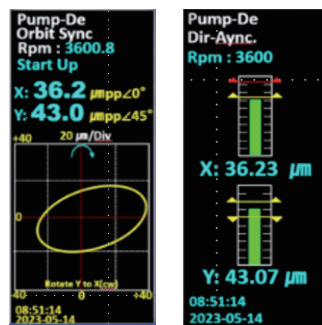 Pump-De
Orbit Sync
Rpm : 3600.8
Start Up
X: 36.2 µmpp∠0°
Y: 43.0 µmpp∠45°
+40 20 µm/Div
0
Rotate Y to X(cw)
-40 0 +40
08:51:14
2023-05-14
Pump-De
Dir-Aync.
Rpm : 3600
X: 36.23 µm
Y: 43.07 µm
08:51:14
2023-05-14